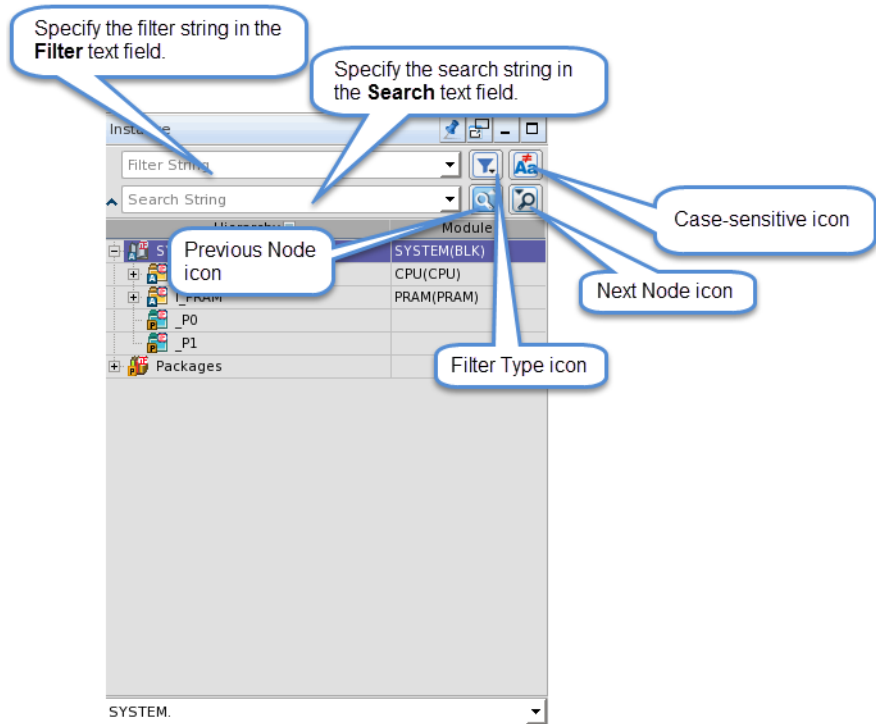 Specify the filter string in the
Filter text field.
Specify the search string in
the Search text field.
Filter String
Aa
Search String
Case-sensitive icon
Module
Previous Node
icon
SYSTEM(BLK)
CPU(CPU)
Next Node icon
PRAM(PRAM)
_P0
_P1
Filter Type icon
Packages
SYSTEM.